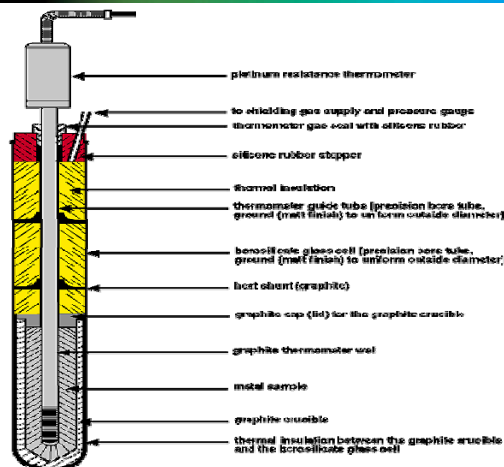 platinum resistance thermometer
to shielding gas supply and pressure gauge
thermometer gas seal with silicone rubber
silicone rubber stopper
thermal insulation
thermometer guide tube (precision bore tube,
ground (matt finish) to uniform outside diameter)
borosilicate glass cell (precision bore tube,
ground (matt finish) to uniform outside diameter)
heat shunt (graphite)
graphite cap (lid) for the graphite crucible
graphite thermometer well
metal sample
graphite crucible
thermal insulation between the graphite crucible
and the borosilicate glass cell